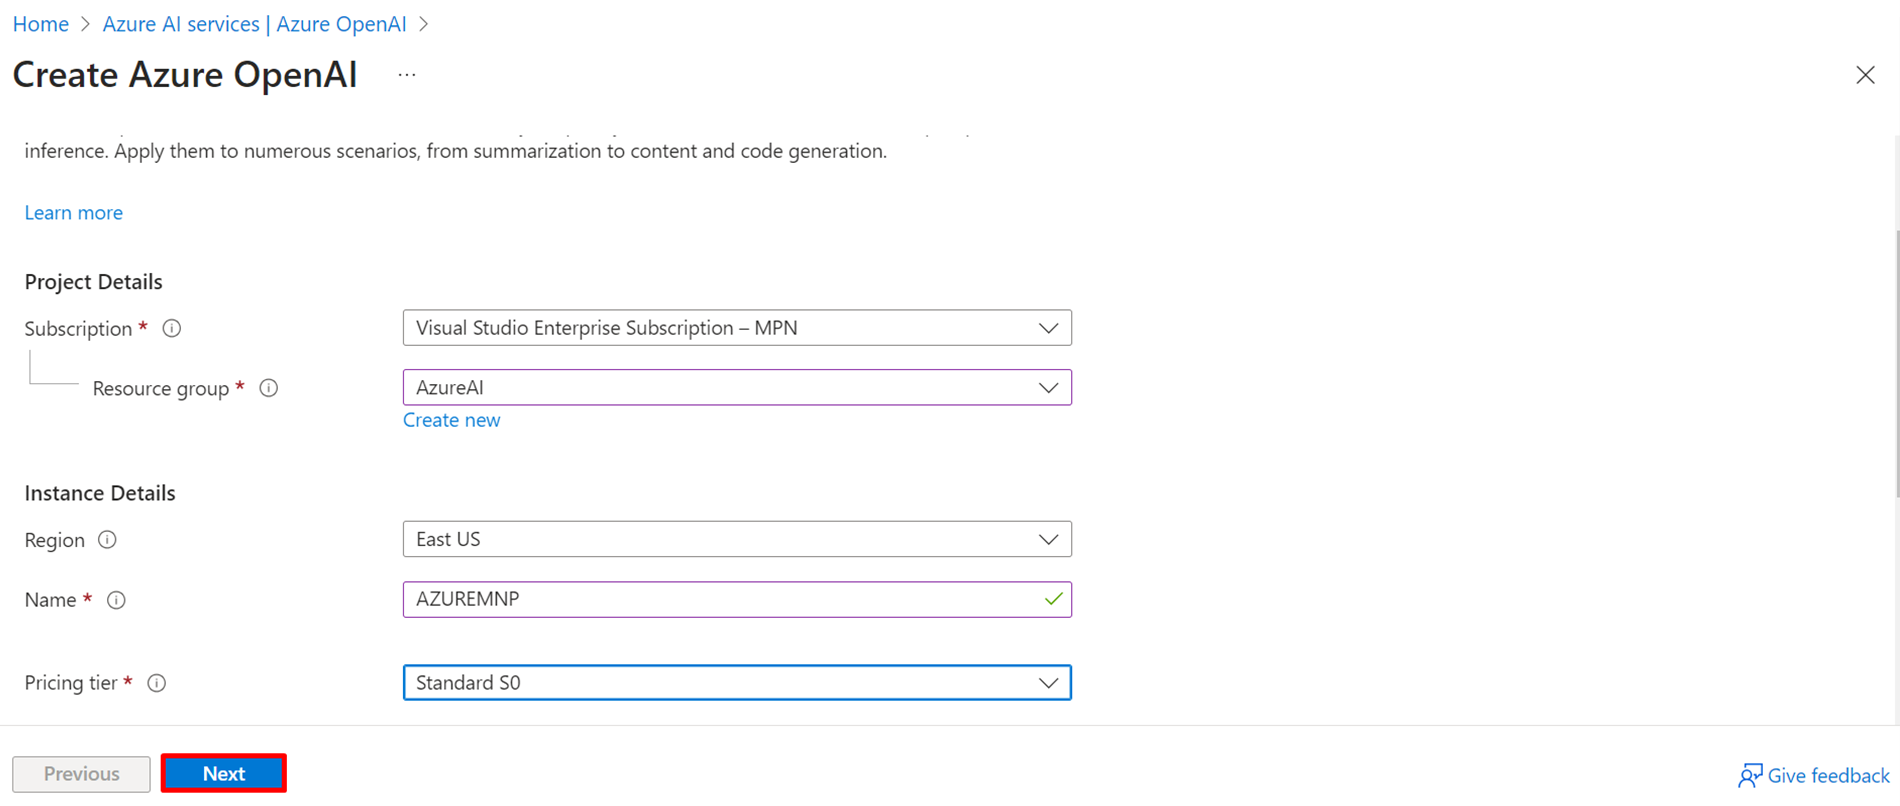 Home > Azure AI services | Azure OpenAI >
Create Azure OpenAI ...
inference. Apply them to numerous scenarios, from summarization to content and code generation.
Learn more
Project Details
Subscription * Visual Studio Enterprise Subscription – MPN
Resource group * AzureAI
Create new
Instance Details
Region East US
Name * AZUREMNP
Pricing tier * Standard S0
Previous Next Give feedback